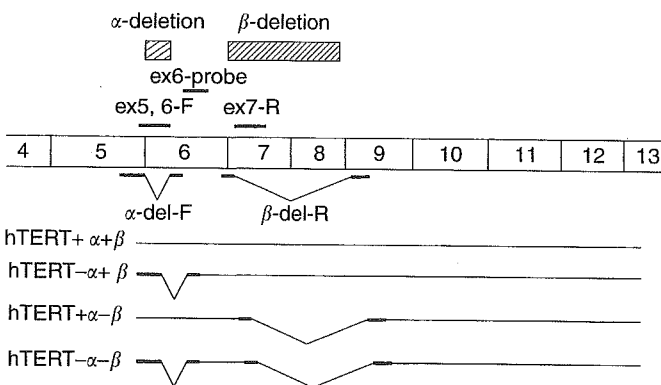 α-deletion β-deletion
ex6-probe
ex5, 6-F ex7-R
4 5 6 7 8 9 10 11 12 13
α-del-F β-del-R
hTERT+ α+β
hTERT−α+ β
hTERT+α−β
hTERT−α−β